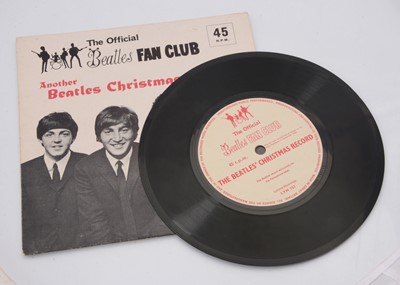 The Official
Beatles FAN CLUB
45
R.P.M.
Another
Beatles Christmas
The Official
Beatles FAN CLUB
45 r.p.m.
THE BEATLES' CHRISTMAS RECORD